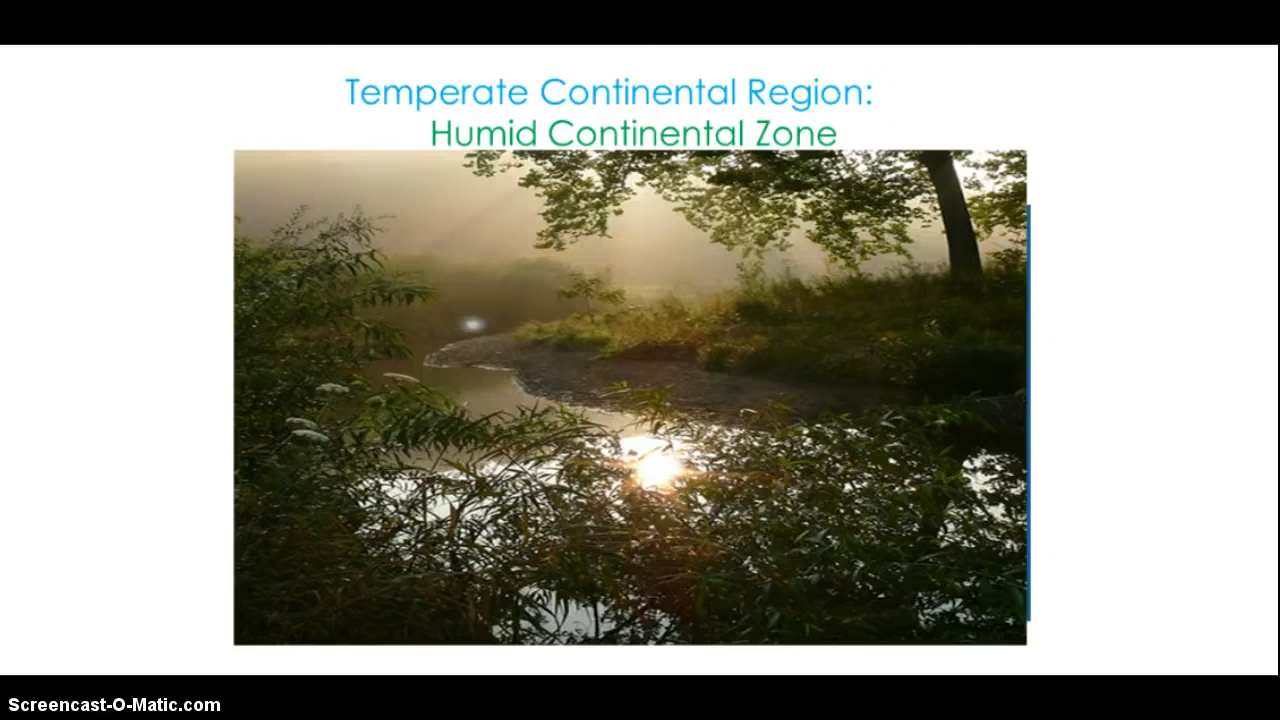 Temperate Continental Region:
Humid Continental Zone
Screencast-O-Matic.com